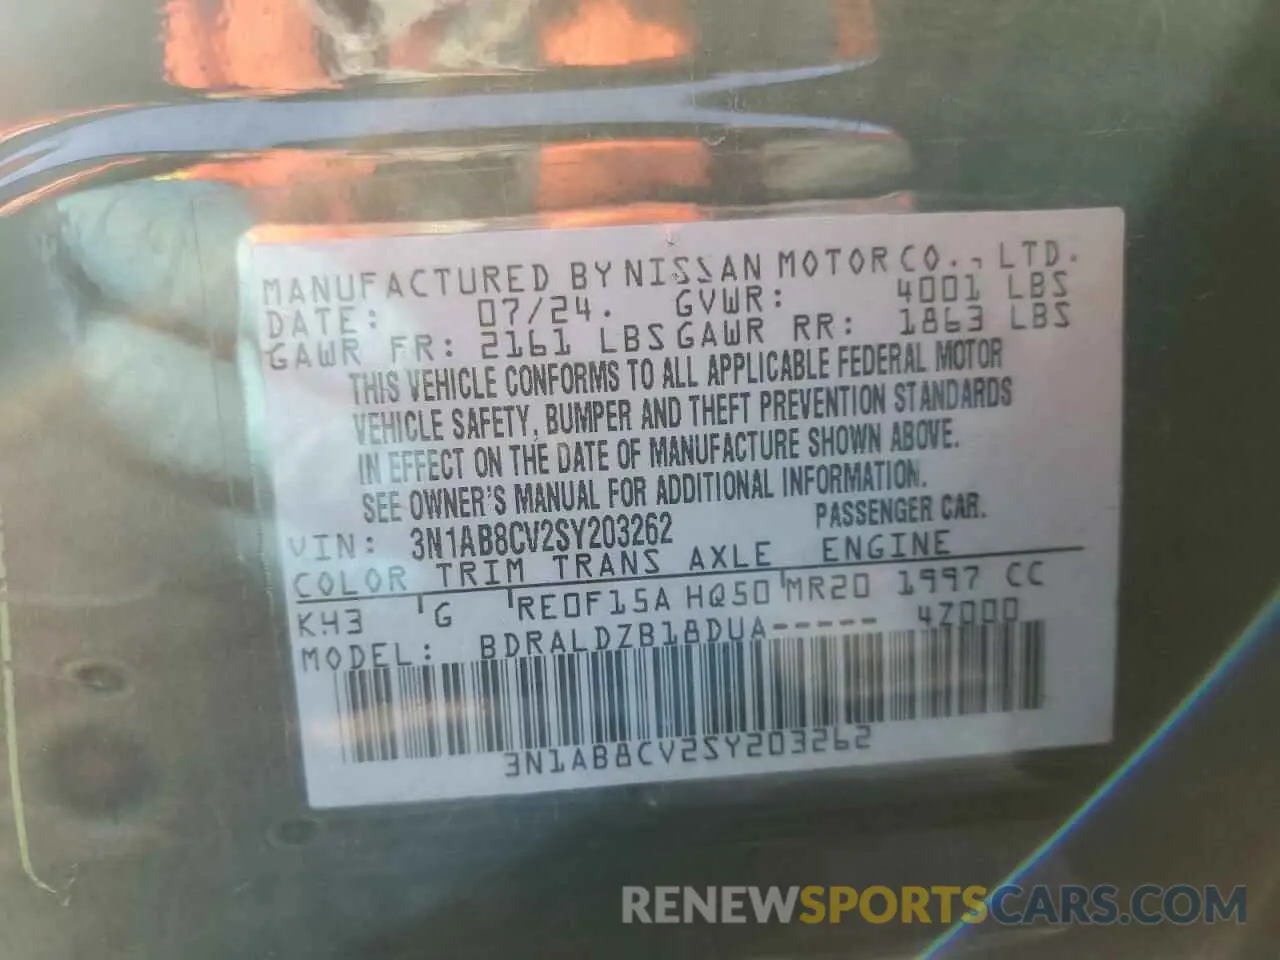 MANUFACTURED BY NISSAN MOTOR CO., LTD.
DATE: 07/24. GVWR: 4001 LBS
GAWR FR: 2161 LBS GAWR RR: 1863 LBS
THIS VEHICLE CONFORMS TO ALL APPLICABLE FEDERAL MOTOR
VEHICLE SAFETY, BUMPER AND THEFT PREVENTION STANDARDS
IN EFFECT ON THE DATE OF MANUFACTURE SHOWN ABOVE.
SEE OWNER'S MANUAL FOR ADDITIONAL INFORMATION.
VIN: 3N1AB8CV2SY203262 PASSENGER CAR.
COLOR TRIM TRANS AXLE ENGINE
KH3 G RE0F15A HQ50 MR20 1997 CC
MODEL: BDRALDZB18DUA----- 4Z000
3N1AB8CV2SY203262
RENEWSPORTSCARS.COM